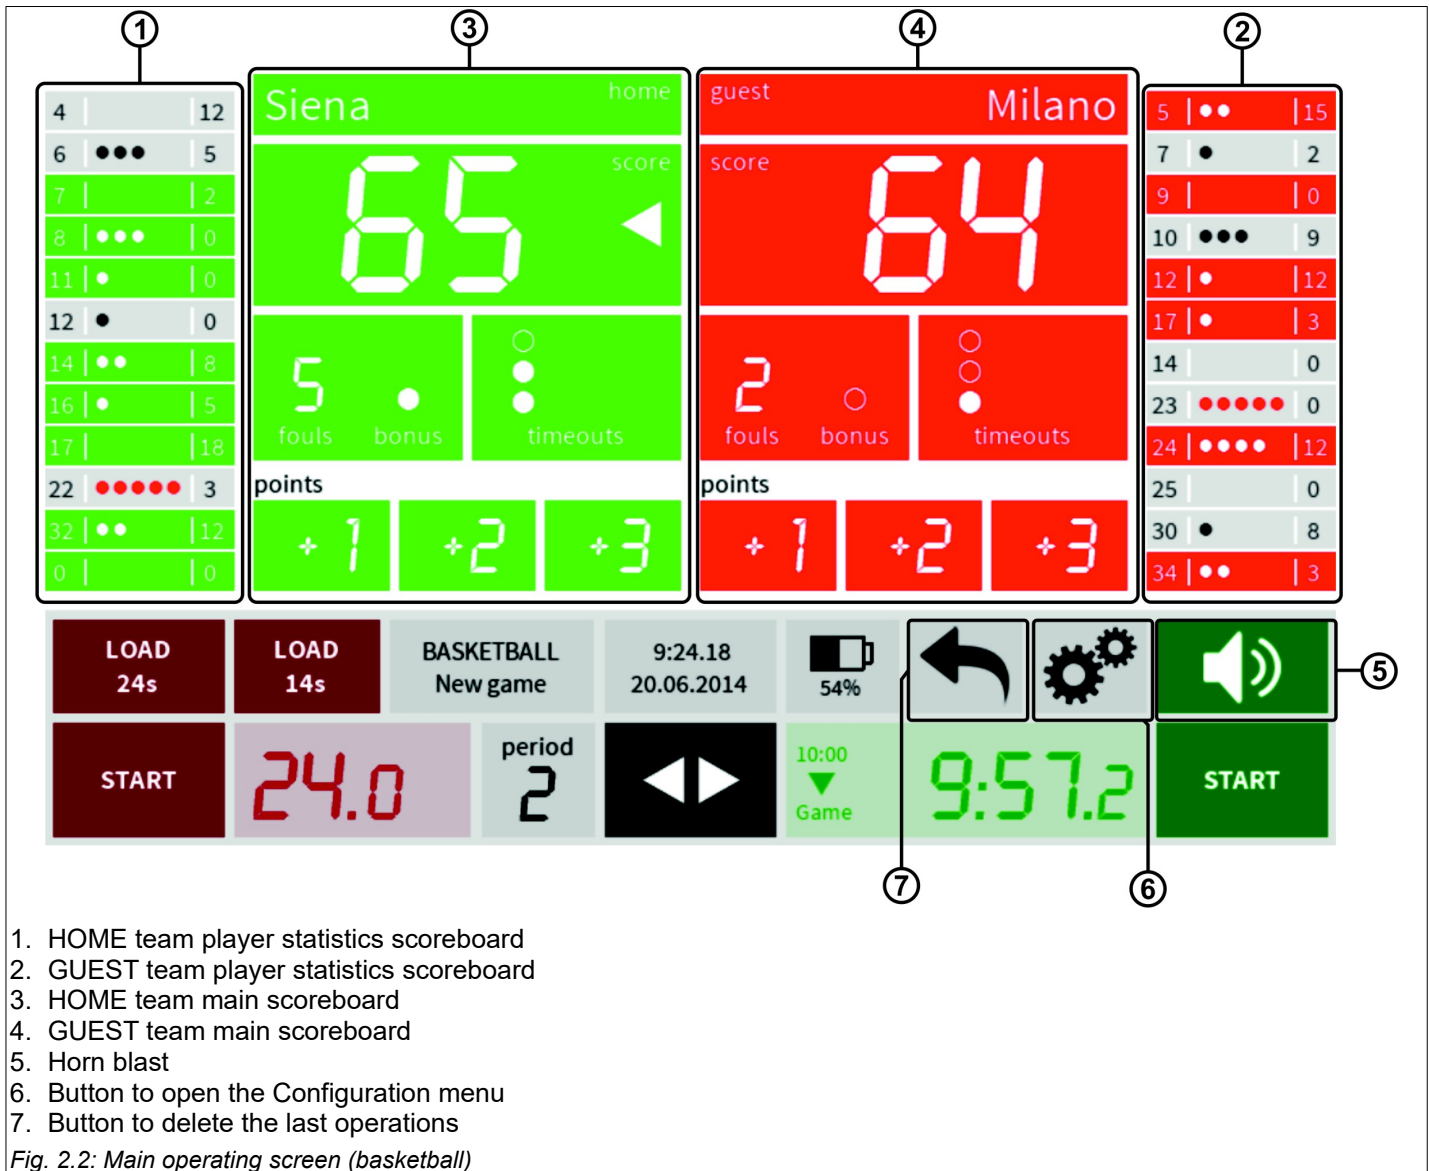 1 3 4 2
Siena home
guest Milano
65 score
score 64
4 12
6 5
7 2
8 0
11 0
12 0
14 8
16 5
17 18
22 3
32 12
0 0
5 fouls bonus timeouts
2 fouls bonus timeouts
points
+1 +2 +3
points
+1 +2 +3
5 15
7 2
9 0
10 9
12 12
17 3
14 0
23 0
24 12
25 0
30 8
34 3
LOAD
24s
LOAD
14s
BASKETBALL
New game
9:24.18
20.06.2014
54%
5
START
24.0
period
2
10:00
Game
9:57.2
START
7
6
1. HOME team player statistics scoreboard
2. GUEST team player statistics scoreboard
3. HOME team main scoreboard
4. GUEST team main scoreboard
5. Horn blast
6. Button to open the Configuration menu
7. Button to delete the last operations
Fig. 2.2: Main operating screen (basketball)